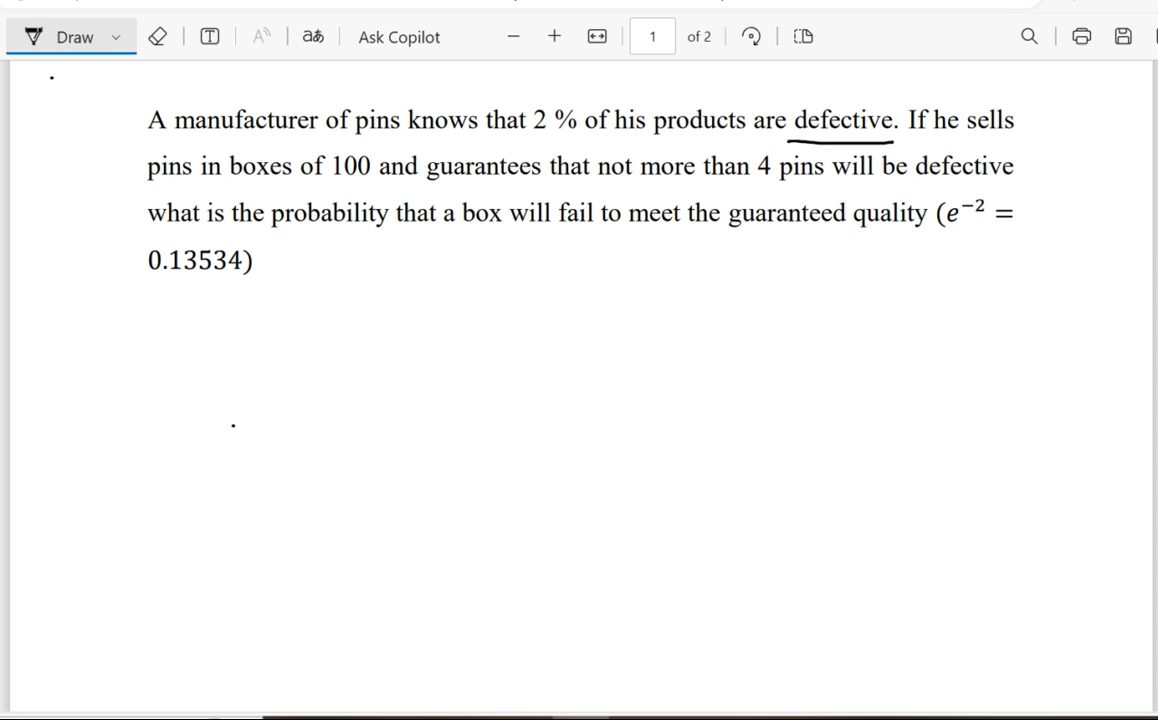 Draw
A
aあ
Ask Copilot
1
of 2
A manufacturer of pins knows that 2 % of his products are defective. If he sells
pins in boxes of 100 and guarantees that not more than 4 pins will be defective
what is the probability that a box will fail to meet the guaranteed quality (e⁻² =
0.13534)